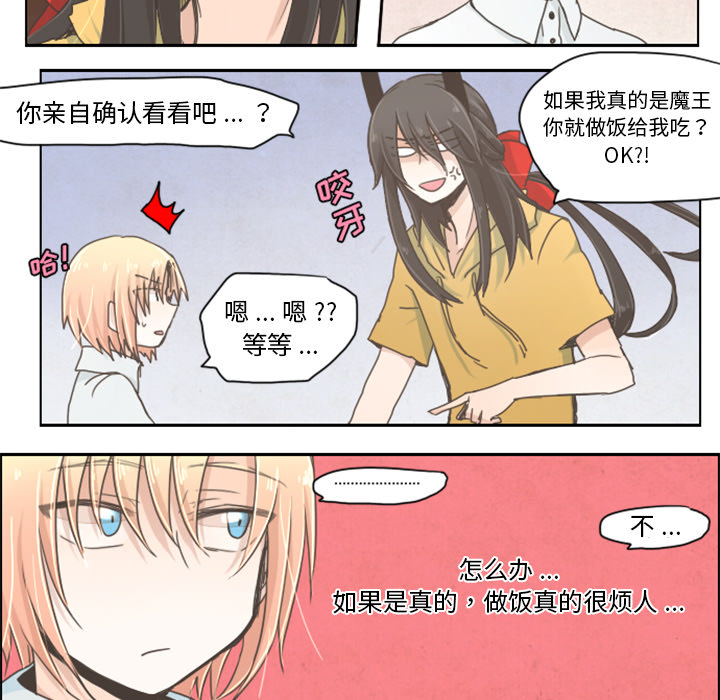 你亲自确认看看吧 ... ？
如果我真的是魔王
你就做饭给我吃？
OK?!
咬牙
哈!
嗯 ... 嗯 ??
等等 ...
........................
不 ...
怎么办 ...
如果是真的，做饭真的很烦人 ...